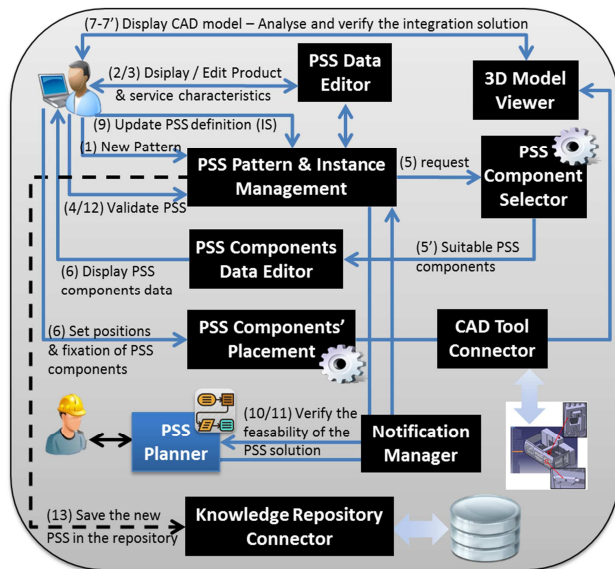 (7-7’) Display CAD model – Analyse and verify the integration solution
(2/3) Display / Edit Product
& service characteristics
PSS Data
Editor
3D Model
Viewer
(9) Update PSS definition (IS)
(1) New Pattern
PSS Pattern & Instance
Management
(5) request
PSS
Component
Selector
(4/12) Validate PSS
PSS Components
Data Editor
(5’) Suitable PSS
components
(6) Display PSS
components data
(6) Set positions
& fixation of PSS
components
PSS Components’
Placement
CAD Tool
Connector
(10/11) Verify the
feasability of the
PSS solution
PSS
Planner
Notification
Manager
(13) Save the new
PSS in the repository
Knowledge Repository
Connector